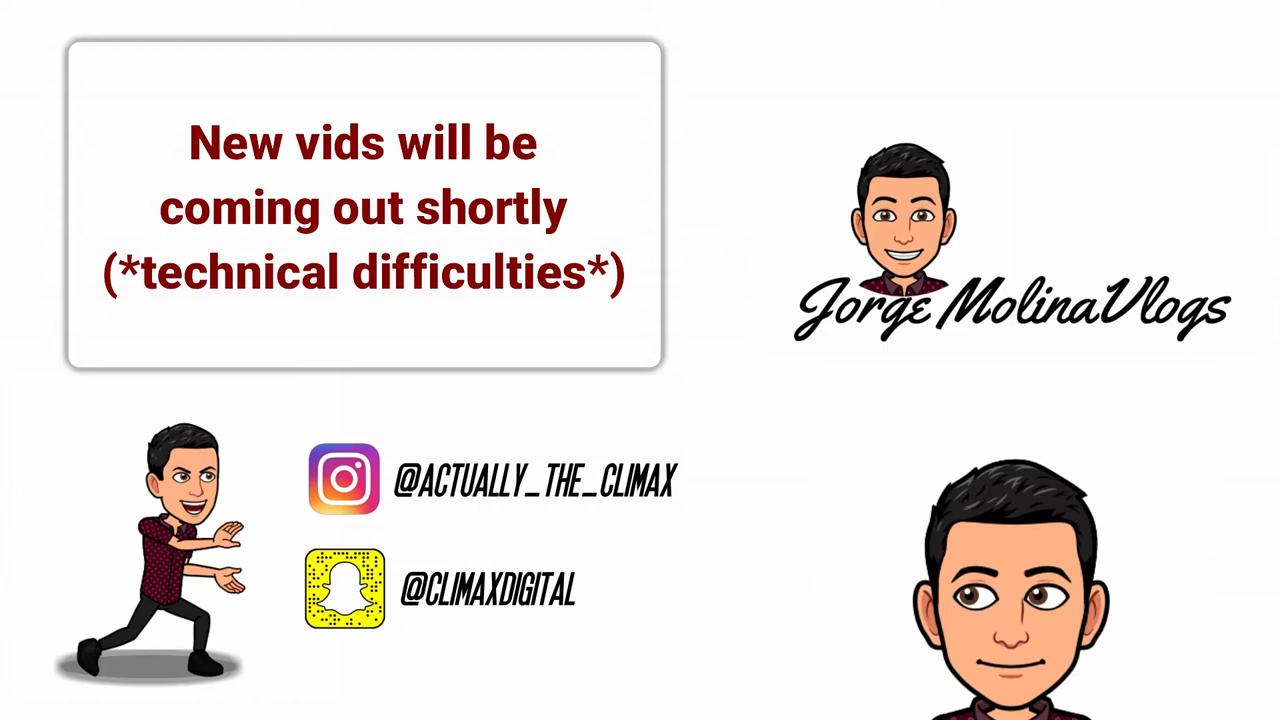 New vids will be
coming out shortly
(*technical difficulties*)
Jorge MolinaVlogs
@ACTUALLY_THE_CLIMAX
@CLIMAXDIGITAL